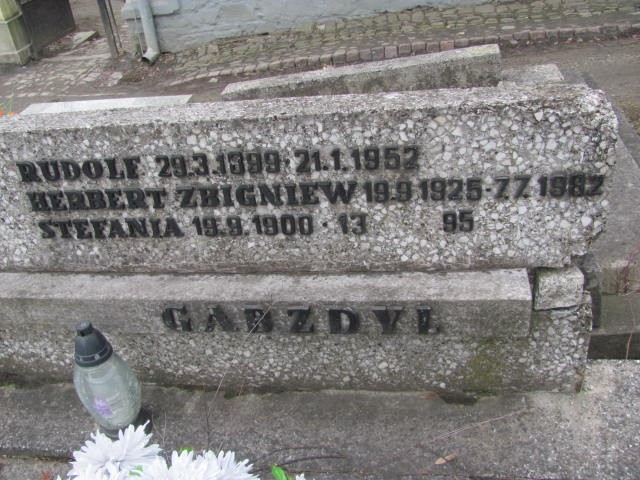 RUDOLF 29.3.1899-21.1.1952
HERBERT ZBIGNIEW 19.9.1925-7.7.1982
STEFANIA 19.9.1900 - 13 95
GABZDYL